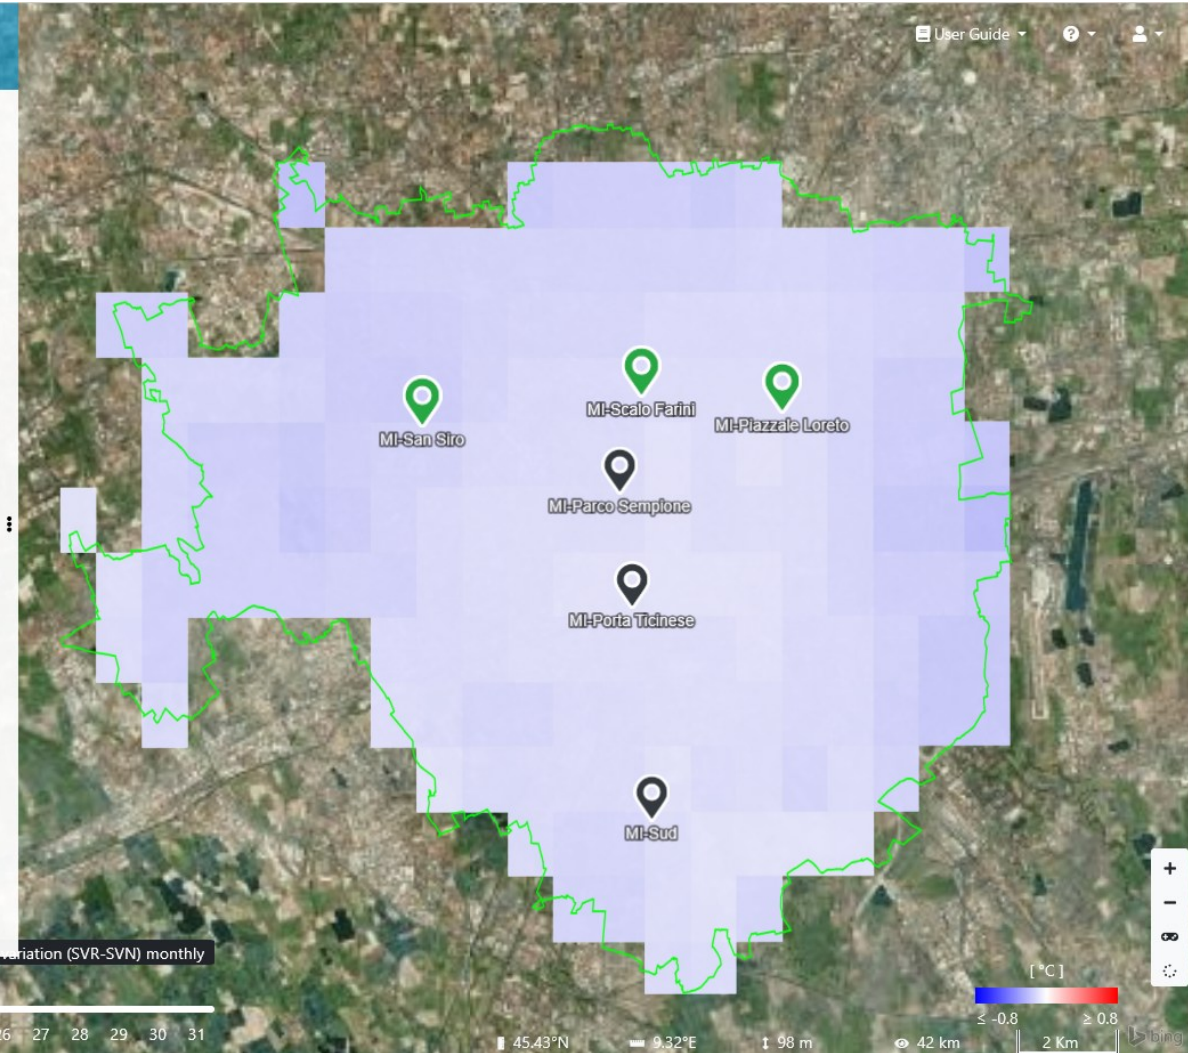 User Guide
MI-Scalo Farini
MI-San Siro
MI-Piazzale Loreto
MI-Parco Sempione
MI-Porta Ticinese
MI-Sud
variation (SVR-SVN) monthly
[ °C ]
≤ -0.8 ≥ 0.8
26 27 28 29 30 31
45.43°N 9.32°E 98 m 42 km 2 Km
bing